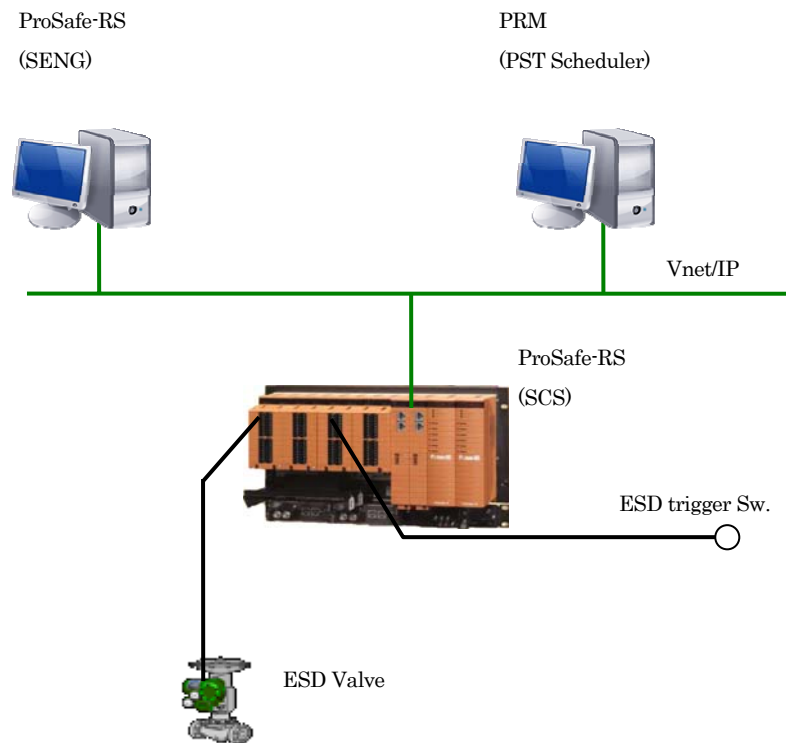 ProSafe-RS
(SENG)
PRM
(PST Scheduler)
Vnet/IP
ProSafe-RS
(SCS)
ESD trigger Sw.
ESD Valve